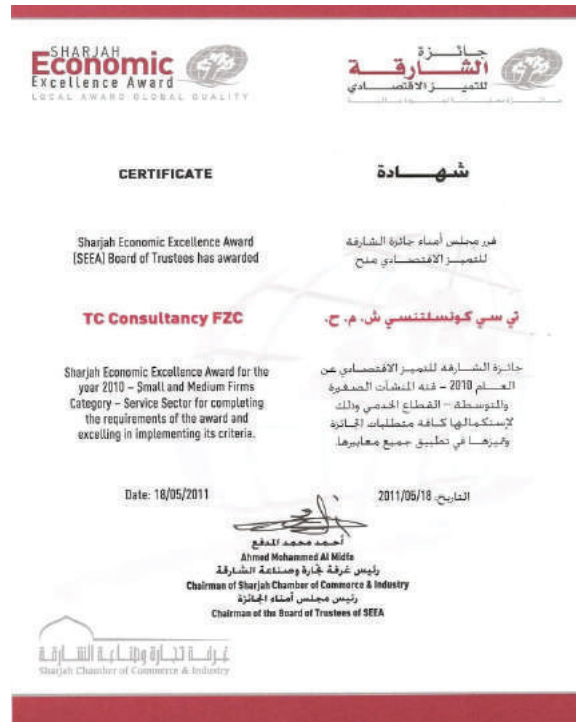 SHARJAH
Economic
Excellence Award
LOCAL AWARD GLOBAL QUALITY
جائزة
الشارقة
للتميز الاقتصادي
CERTIFICATE
شهادة
Sharjah Economic Excellence Award
(SEEA) Board of Trustees has awarded
قرر مجلس أمناء جائزة الشارقة
للتميز الاقتصادي منح
TC Consultancy FZC
تي سي كونسلتنسي ش. م. ح.
Sharjah Economic Excellence Award for the
year 2010 – Small and Medium Firms
Category – Service Sector for completing
the requirements of the award and
excelling in implementing its criteria.
جائزة الشارقة للتميز الاقتصادي عن
العام 2010 – فئة المنشآت الصغيرة
والمتوسطة – القطاع الخدمي وذلك
لإستكمالها كافة متطلبات الجائزة
وتميزها في تطبيق جميع معاييرها.
Date: 18/05/2011
التاريخ: 2011/05/18
أحمد محمد المدفع
Ahmed Mohammed Al Midfa
رئيس غرفة تجارة وصناعة الشارقة
Chairman of Sharjah Chamber of Commerce & Industry
رئيس مجلس أمناء الجائزة
Chairman of the Board of Trustees of SEEA
غرفة تجارة وصناعة الشارقة
Sharjah Chamber of Commerce & Industry